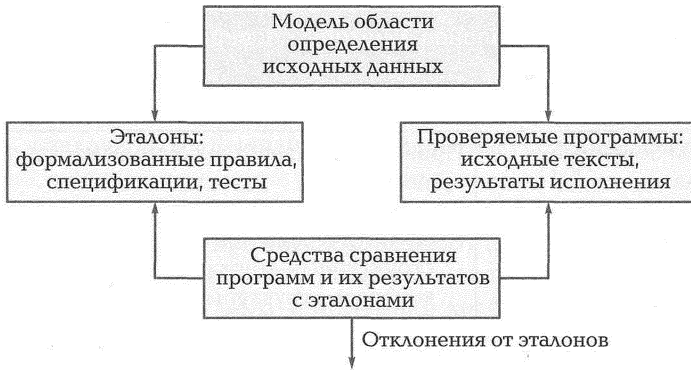 Модель области
определения
исходных данных
Эталоны:
формализованные правила,
спецификации, тесты
Проверяемые программы:
исходные тексты,
результаты исполнения
Средства сравнения
программ и их результатов
с эталонами
Отклонения от эталонов